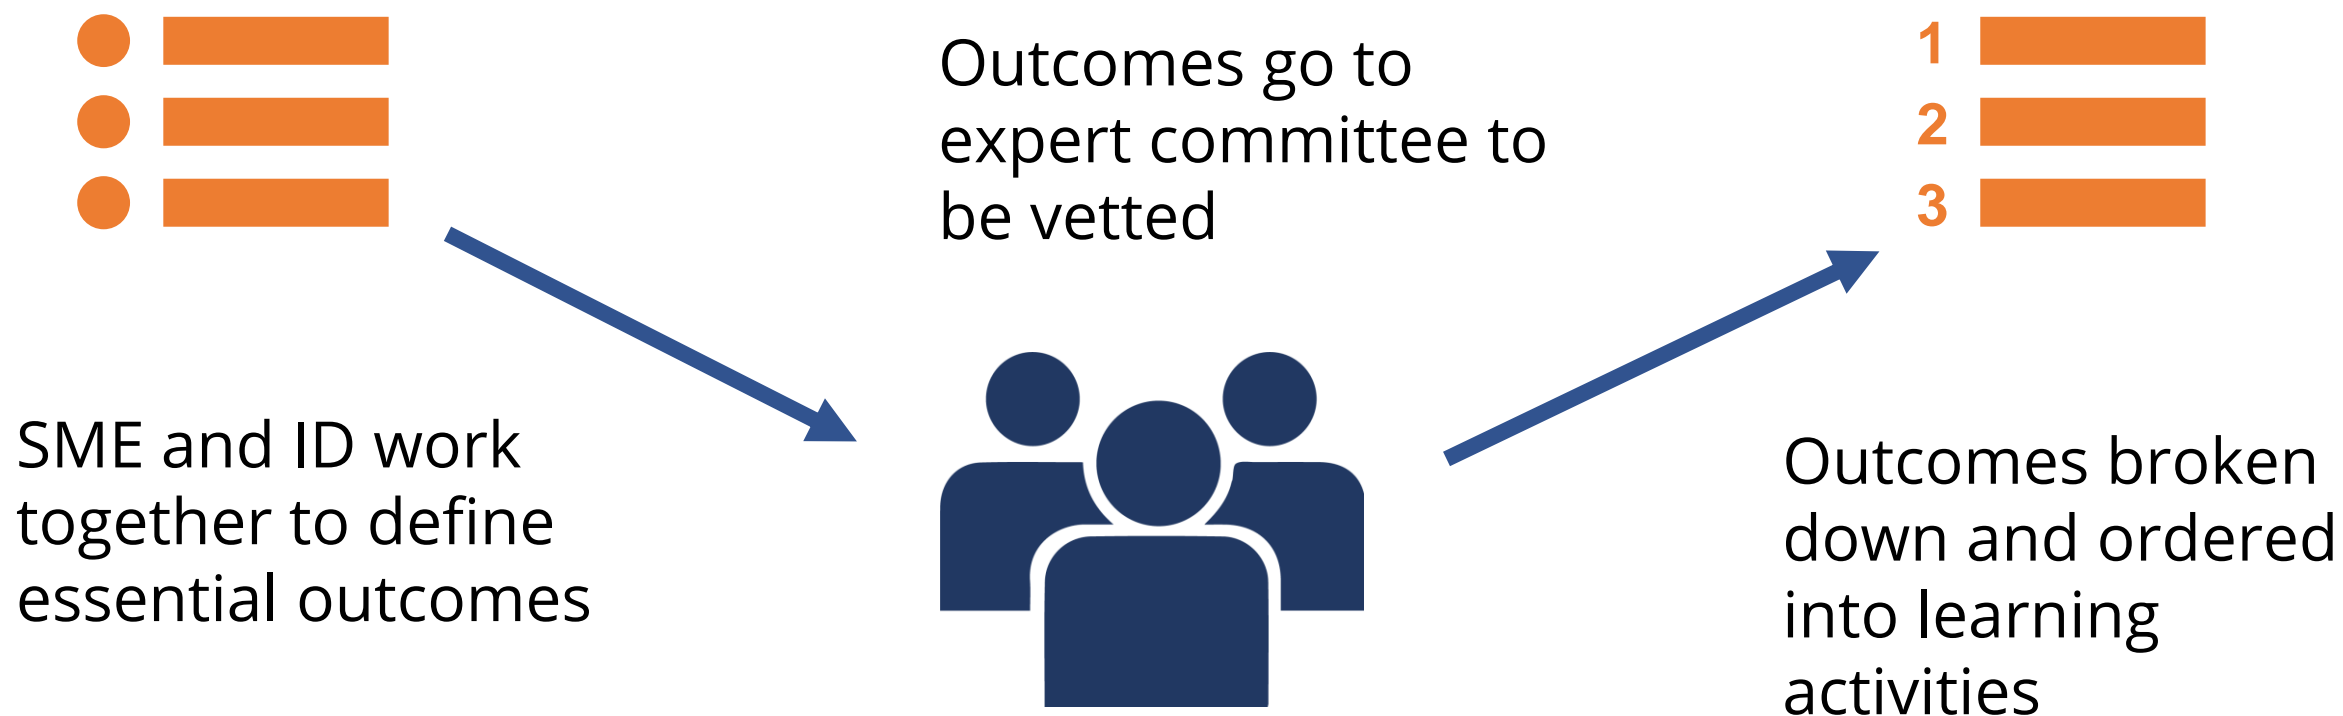 SME and ID work
together to define
essential outcomes
Outcomes go to
expert committee to
be vetted
1
2
3
Outcomes broken
down and ordered
into learning
activities